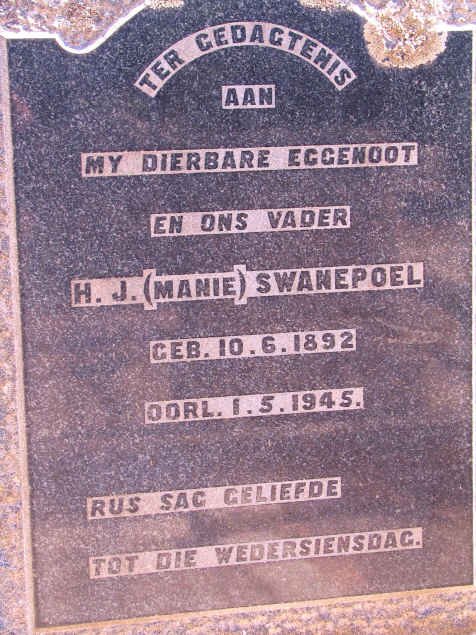 TER GEDAGTENIS
AAN
MY DIERBARE EGGENOOT
EN ONS VADER
H. J. (MANIE) SWANEPOEL
GEB. 10.6.1892
OORL. 1.5.1945.
RUS SAG GELIEFDE
TOT DIE WEDERSIENSDAG.